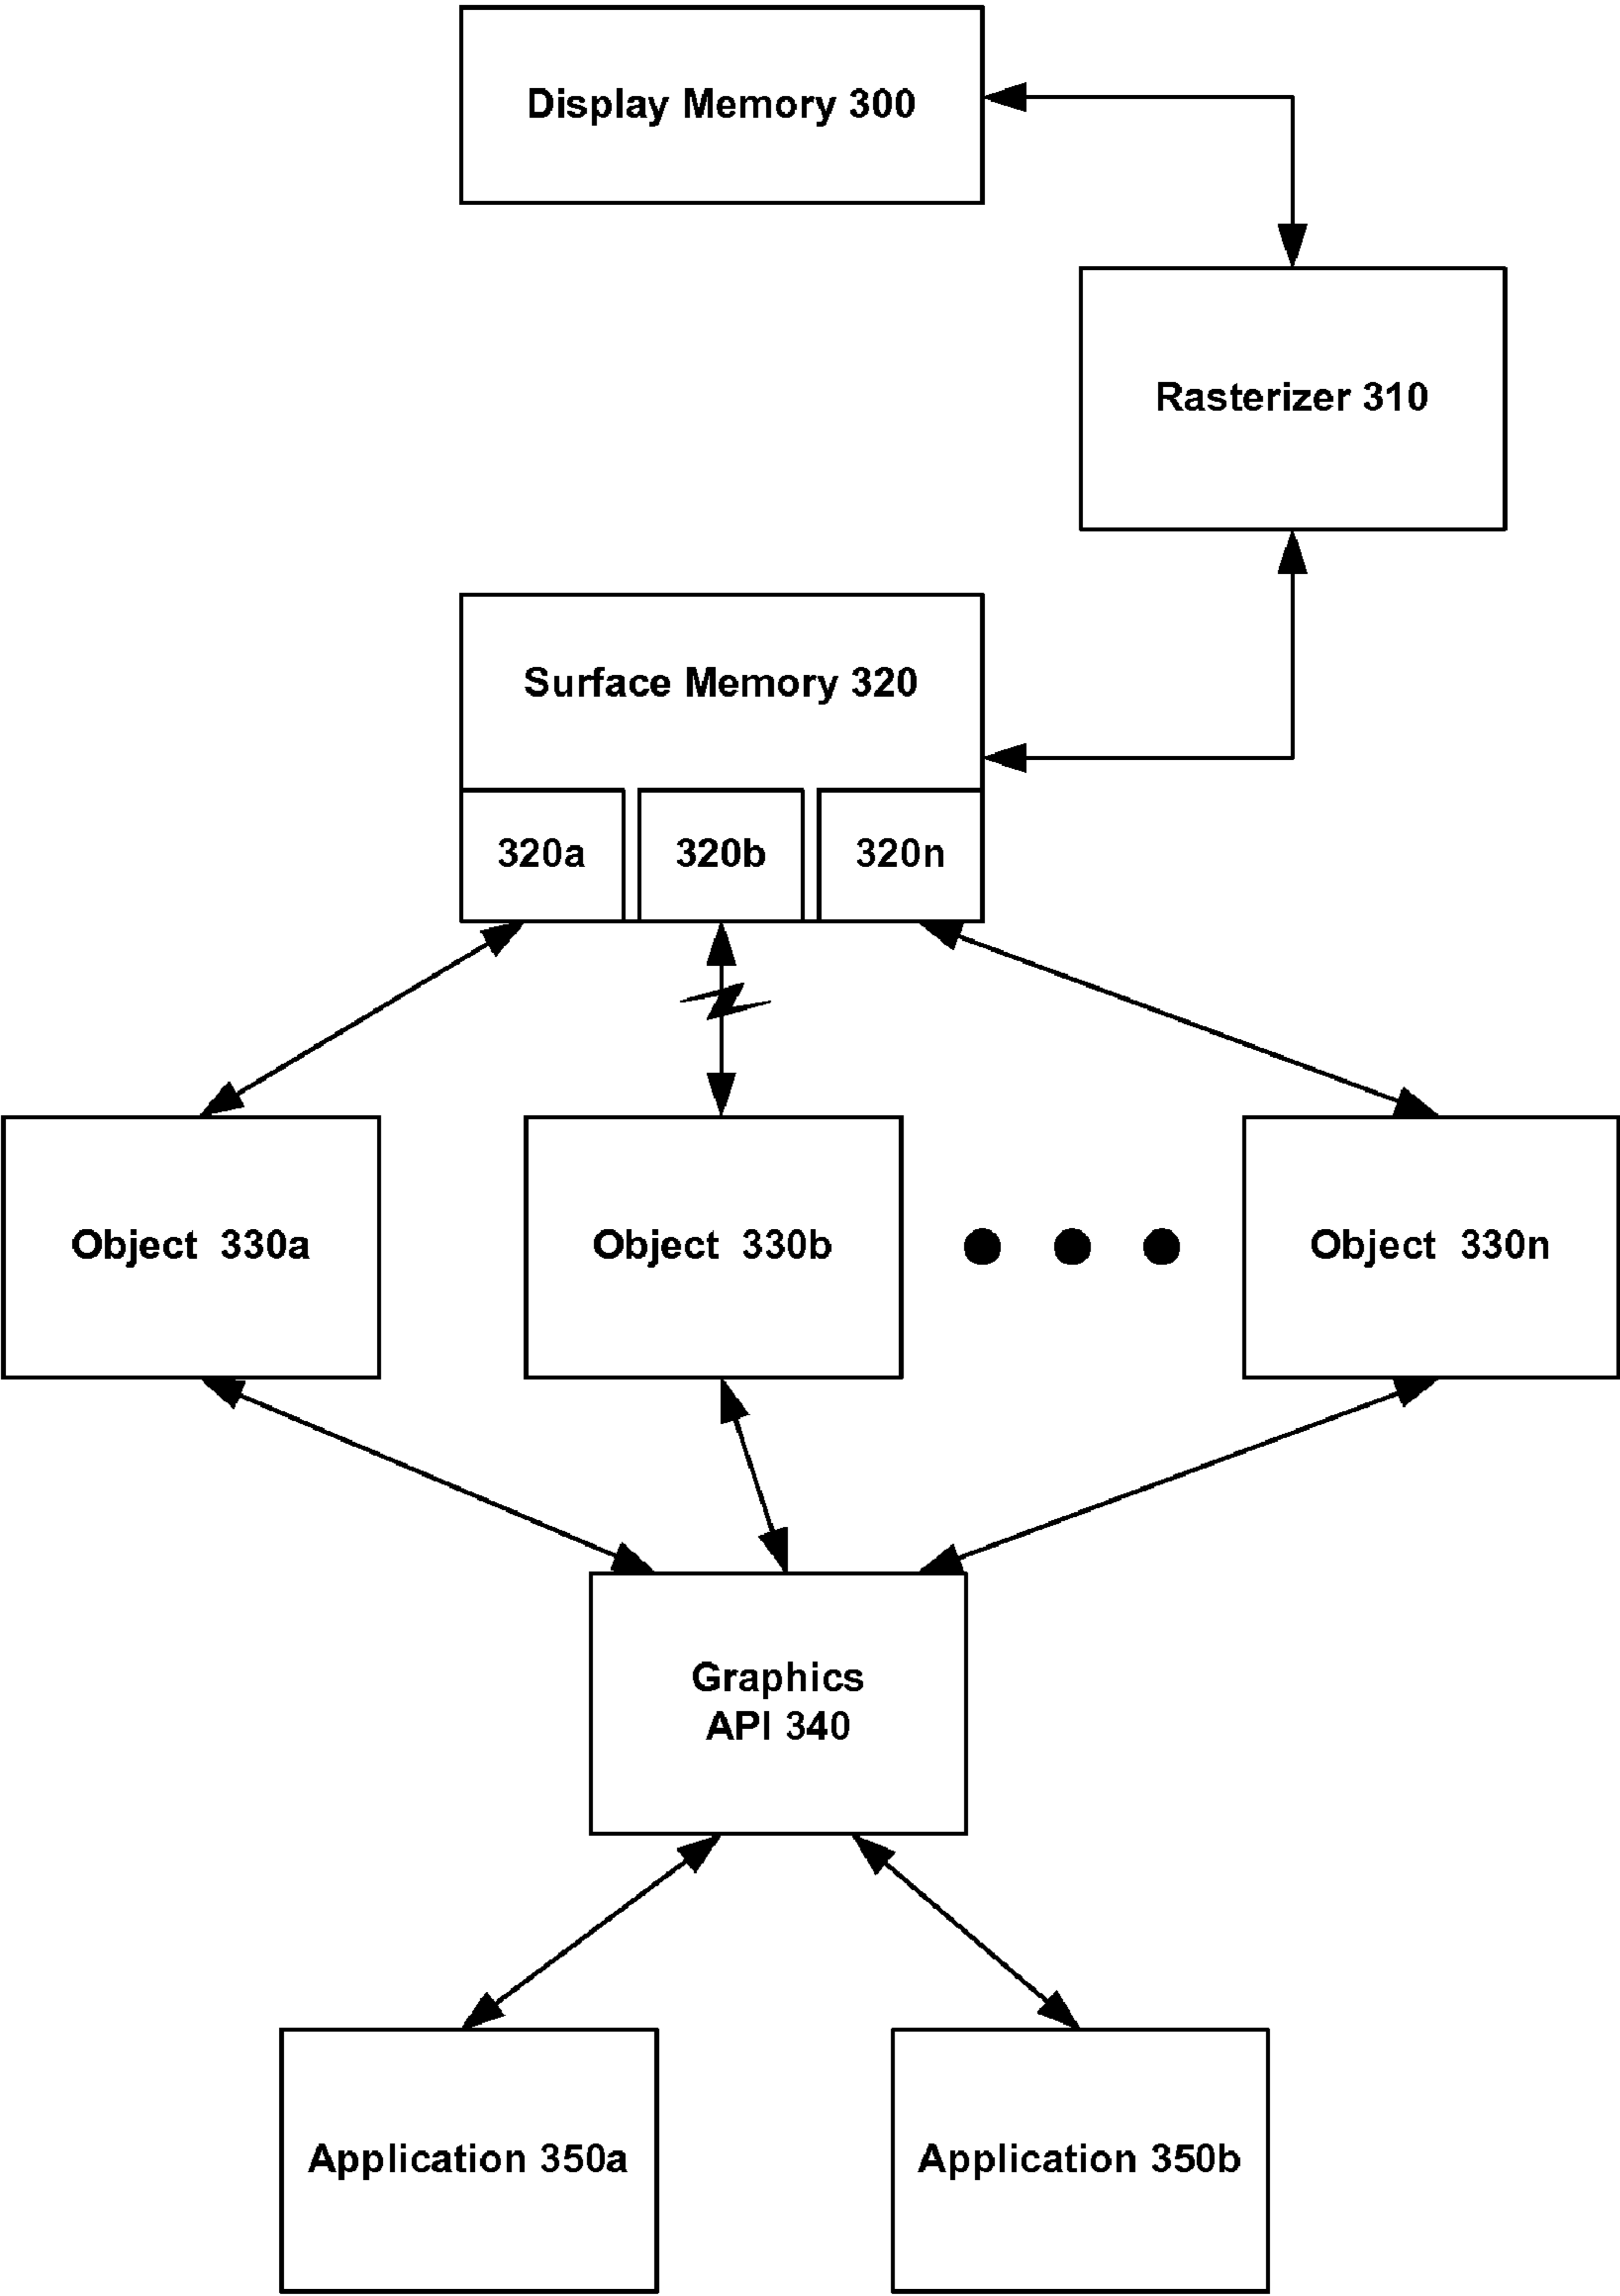 Display Memory 300
Rasterizer 310
Surface Memory 320
320a
320b
320n
Object 330a
Object 330b
Object 330n
Graphics
API 340
Application 350a
Application 350b